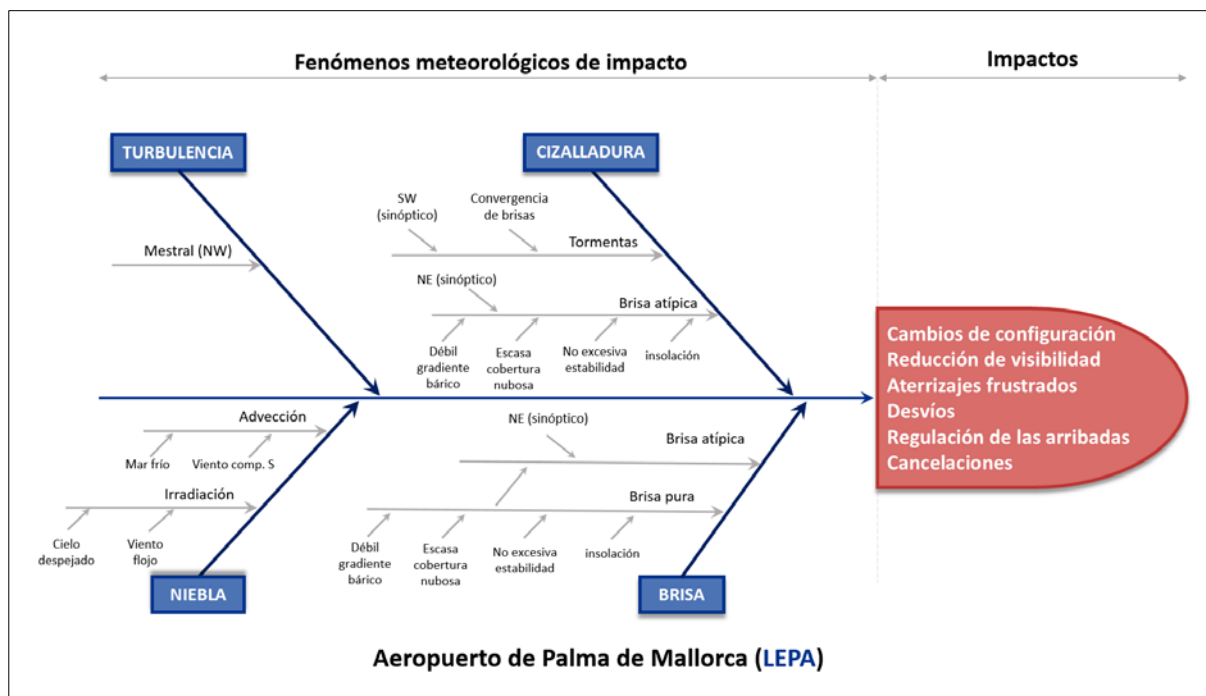 Fenómenos meteorológicos de impacto
Impactos
TURBULENCIA
CIZALLADURA
SW
(sinóptico)
Convergencia
de brisas
Mestral (NW)
Tormentas
NE (sinóptico)
Brisa atípica
Débil
gradiente
bárico
Escasa
cobertura
nubosa
No excesiva
estabilidad
insolación
Cambios de configuración
Reducción de visibilidad
Aterrizajes frustrados
Desvíos
Regulación de las arribadas
Cancelaciones
Advección
Mar frío
Viento comp. S
Irradiación
Cielo
despejado
Viento
flojo
NIEBLA
NE (sinóptico)
Brisa atípica
Brisa pura
Débil
gradiente
bárico
Escasa
cobertura
nubosa
No excesiva
estabilidad
insolación
BRISA
Aeropuerto de Palma de Mallorca (LEPA)